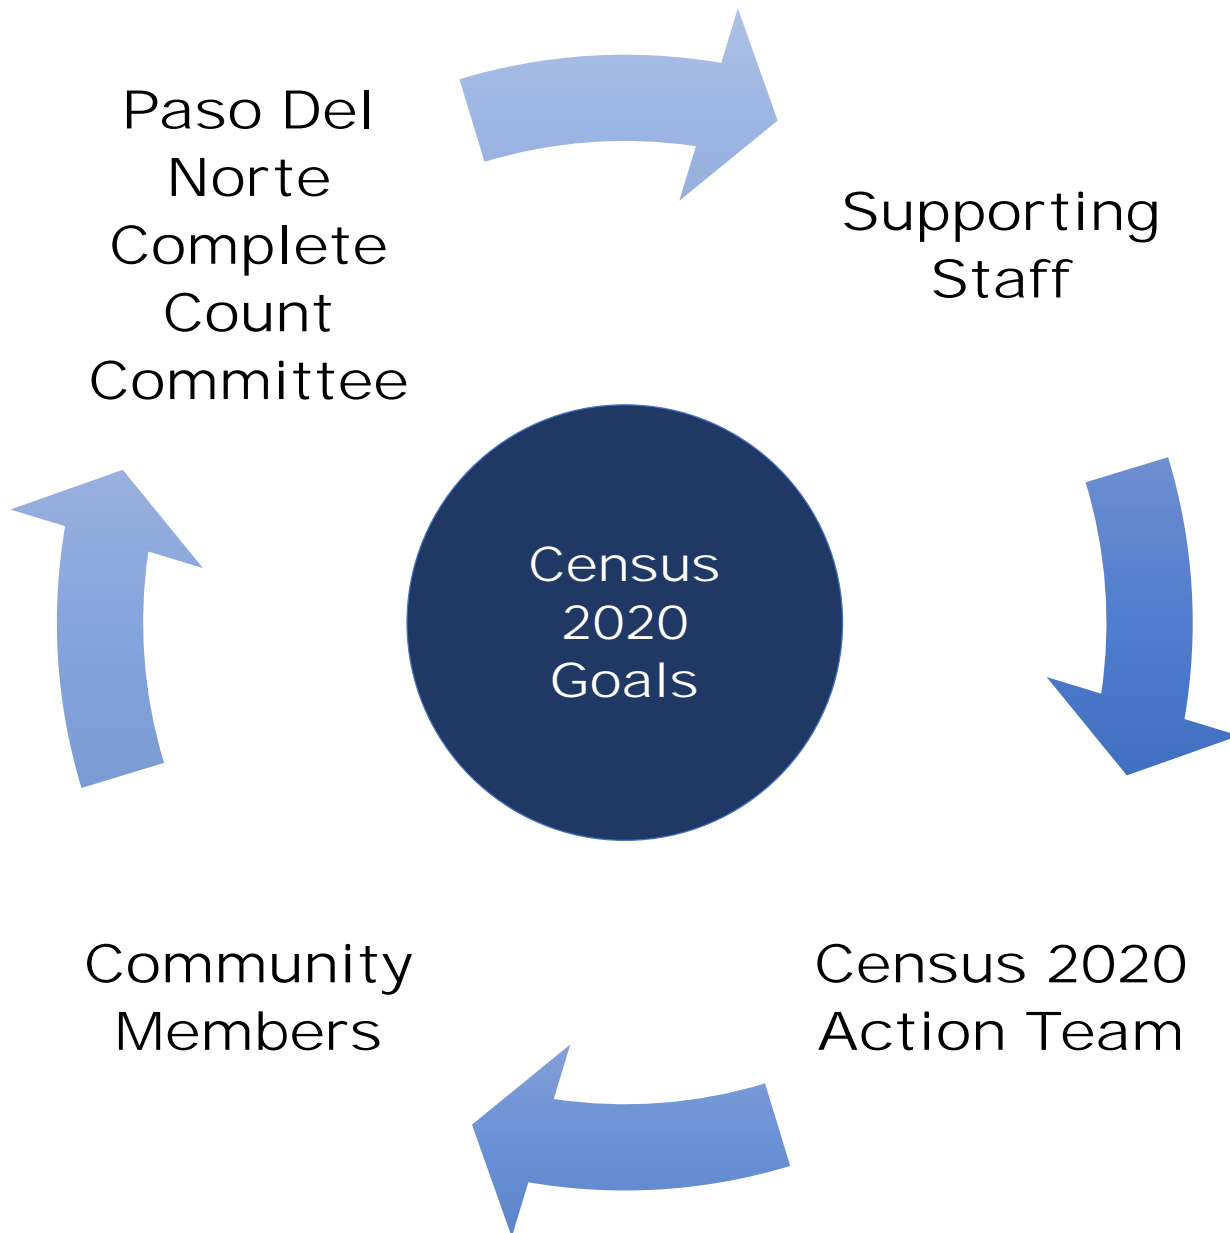 Paso Del
Norte
Complete
Count
Committee
Supporting
Staff
Census
2020
Goals
Community
Members
Census 2020
Action Team